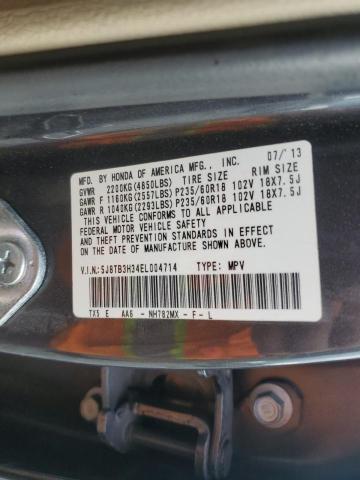 MFD. BY HONDA OF AMERICA MFG., INC. 07/'13
GVWR 2200KG(4850LBS) TIRE SIZE RIM SIZE
GAWR F 1160KG(2557LBS)P235/60R18 102V 18X7.5J
GAWR R 1040KG(2293LBS)P235/60R18 102V 18X7.5J
THIS VEHICLE CONFORMS TO ALL APPLICABLE
FEDERAL MOTOR VEHICLE SAFETY AND
THEFT PREVENTION STANDARDS IN EFFECT ON
THE DATE OF MANUFACTURE SHOWN ABOVE.
V.I.N:5J8TB3H34EL004714 TYPE: MPV
TX5 E AA6 -NH782MX -F-L